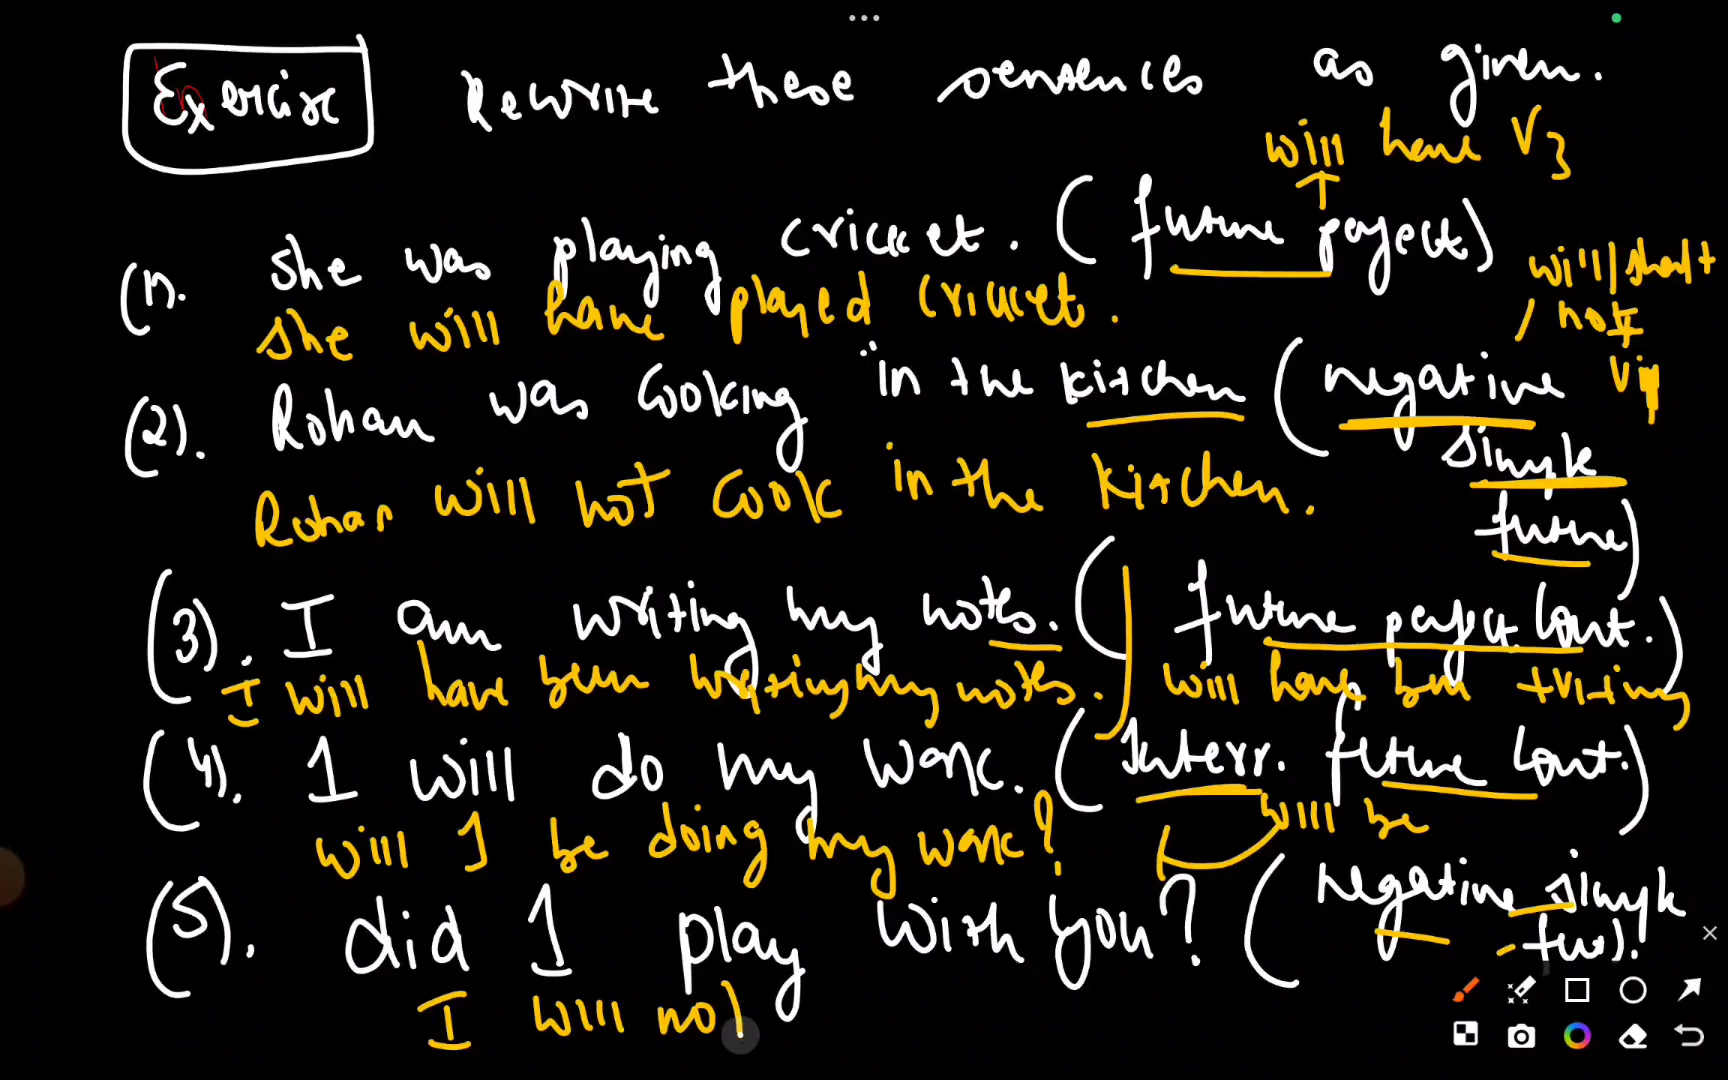 Exercise Rewrite these sentences as given.
will have V3
(1). She was playing cricket. (future perfect)
She will have played cricket.
will/shall
not
V1
(2). Rohan was cooking in the kitchen (negative
simple
future)
Rohan will not cook in the kitchen.
(3). I am writing my notes. (future perfect cont.)
I will have been writing my notes. will have been
(4). I will do my work. (Interr. future cont.)
will be
will I be doing my work?
(5). did I play with you? (negative simple
fut).
I will not